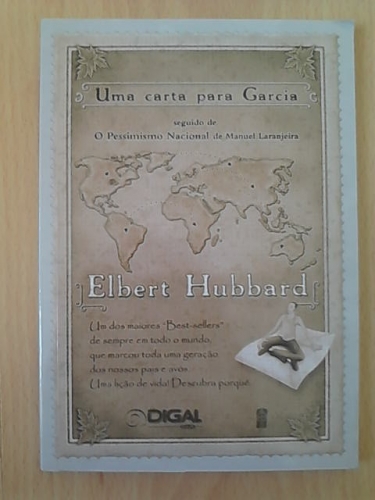 Uma carta para Garcia
seguido de
O Pessimismo Nacional de Manuel Laranjeira
Elbert Hubbard
Um dos maiores "Best-sellers"
de sempre em todo o mundo,
que marcou toda uma geração
dos nossos pais e avós.
Uma lição de vida! Descubra porquê.
DIGAL